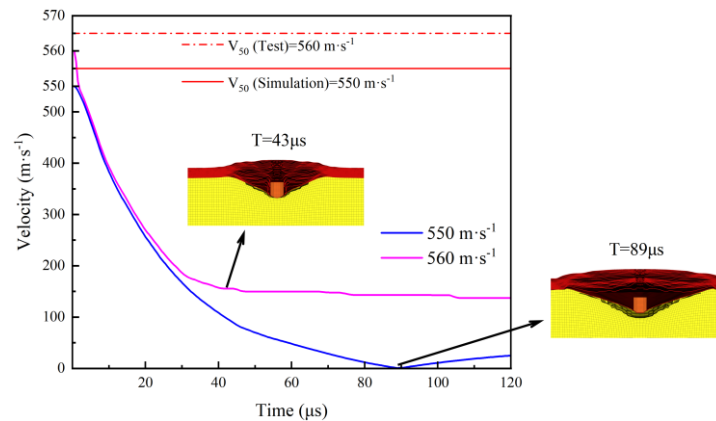 570
560
550
500
400
300
200
100
0
Velocity (m·s⁻¹)
V₅₀ (Test)=560 m·s⁻¹
V₅₀ (Simulation)=550 m·s⁻¹
T=43μs
550 m·s⁻¹
560 m·s⁻¹
T=89μs
20 40 60 80 100 120
Time (μs)